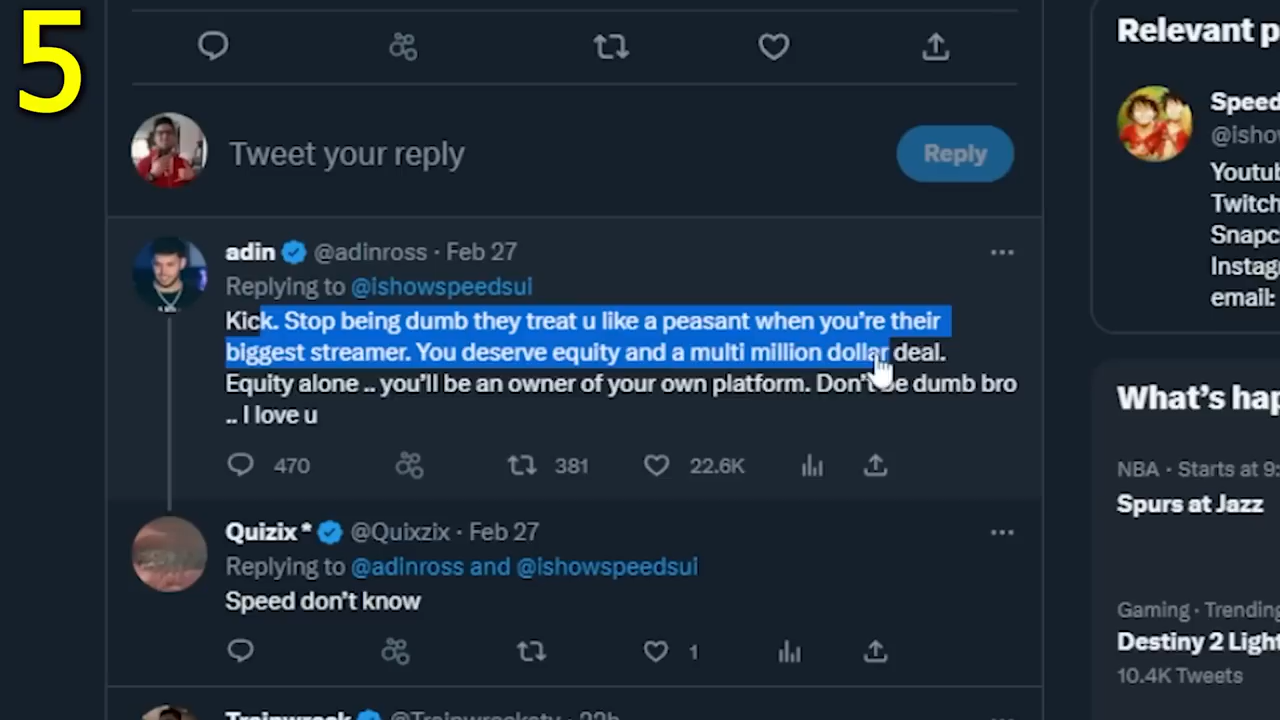 5
Tweet your reply
Reply
adin @adinross · Feb 27
Replying to @ishowspeedsui
Kick. Stop being dumb they treat u like a peasant when you're their
biggest streamer. You deserve equity and a multi million dollar deal.
Equity alone .. you'll be an owner of your own platform. Don't be dumb bro
.. I love u
470
381
22.6K
Quizix * @Quixzix · Feb 27
Replying to @adinross and @ishowspeedsui
Speed don't know
1
Trainwreck @Trainwreckstv · 22h
Relevant p
Speed
@isho
Youtub
Twitch
Snapc
Instag
email:
What's hap
NBA · Starts at 9:
Spurs at Jazz
Gaming · Trending
Destiny 2 Light
10.4K Tweets